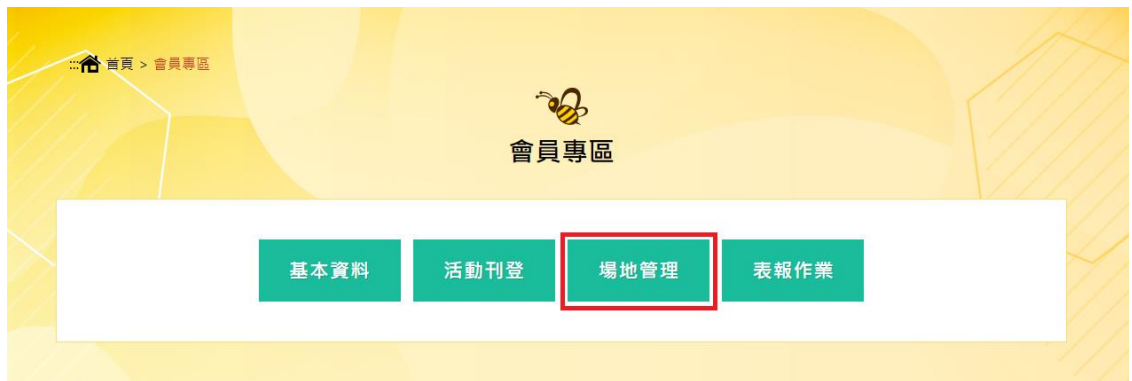 :::首頁 > 會員專區
會員專區
基本資料 活動刊登 場地管理 表報作業